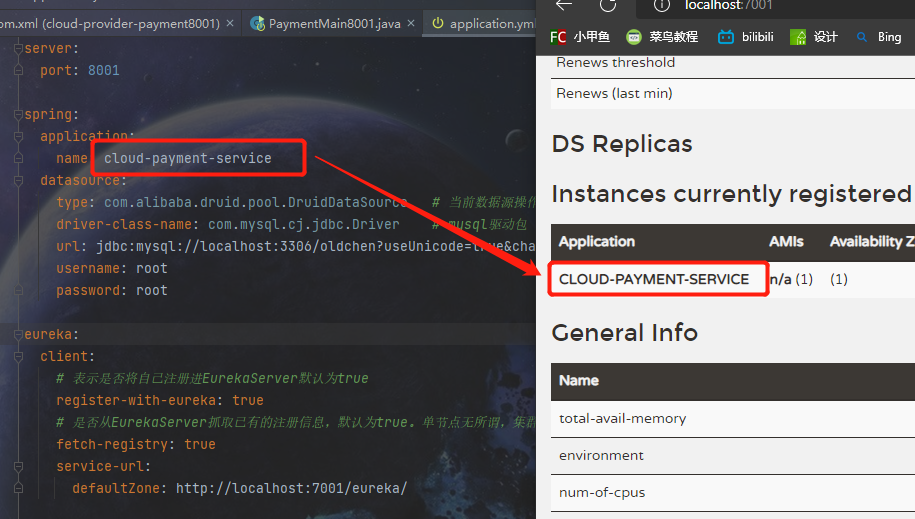 om.xml (cloud-provider-payment8001)
PaymentMain8001.java
application.yml
server:
port: 8001
spring:
application:
name
cloud-payment-service
datasource:
type: com.alibaba.druid.pool.DruidDataSource # 当前数据源操作
driver-class-name: com.mysql.cj.jdbc.Driver # mysql驱动包
url: jdbc:mysql://localhost:3306/oldchen?useUnicode=true&cha
username: root
password: root
eureka:
client:
# 表示是否将自己注册进EurekaServer默认为true
register-with-eureka: true
# 是否从EurekaServer抓取已有的注册信息，默认为true。单节点无所谓，集群
fetch-registry: true
service-url:
defaultZone: http://localhost:7001/eureka/
localhost:7001
FC 小甲鱼 菜鸟教程 bilibili 设计 Bing
Renews threshold
Renews (last min)
DS Replicas
Instances currently registered
Application AMIs Availability Z
CLOUD-PAYMENT-SERVICE n/a (1) (1)
General Info
Name
total-avail-memory
environment
num-of-cpus